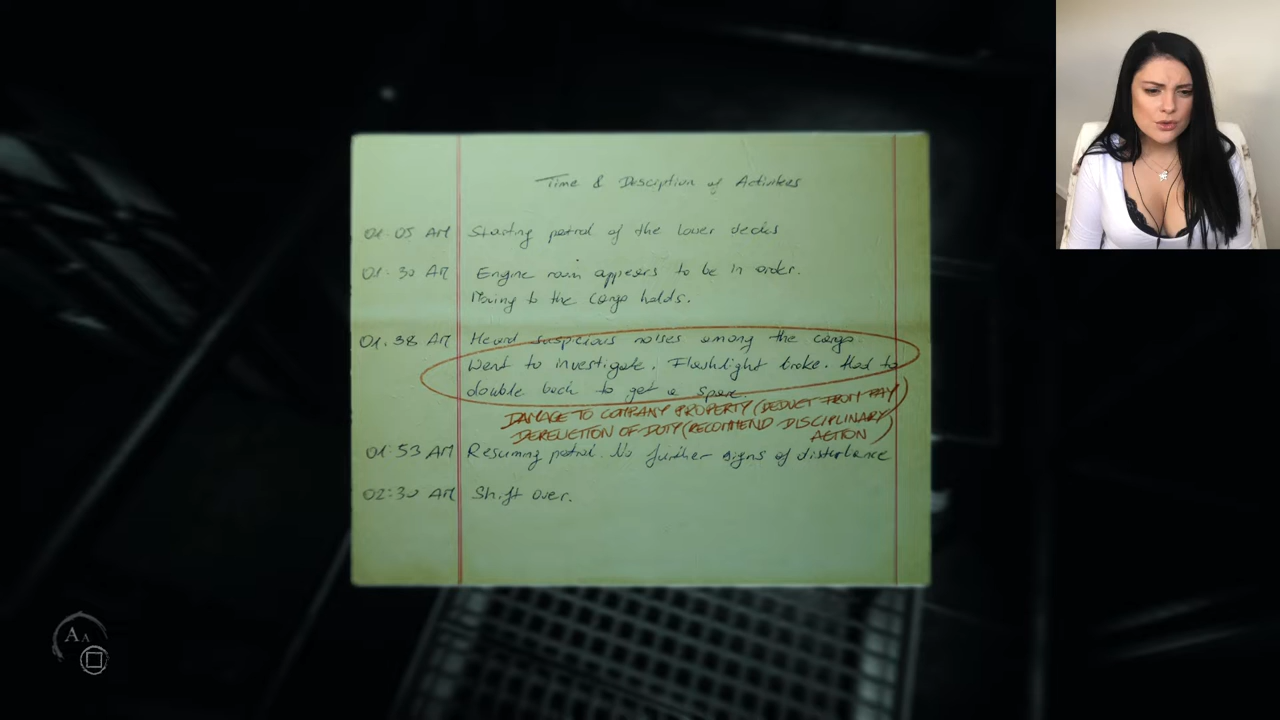 Time & Desciption of Activitees
01:05 AM Starting patrol of the lower decks
01:30 AM Engine room appears to be in order.
Moving to the cargo holds.
01:38 AM Heard suspicious noises among the cargo.
Went to investigate. Flashlight broke. Had to
double back to get a spare.
DAMAGE TO COMPANY PROPERTY (DEDUCT FROM PAY)
DERELICTION OF DUTY (RECOMMEND DISCIPLINARY
ACTION)
01:53 AM Resuming patrol. No further signs of disturbance
02:30 AM Shift over.
AA